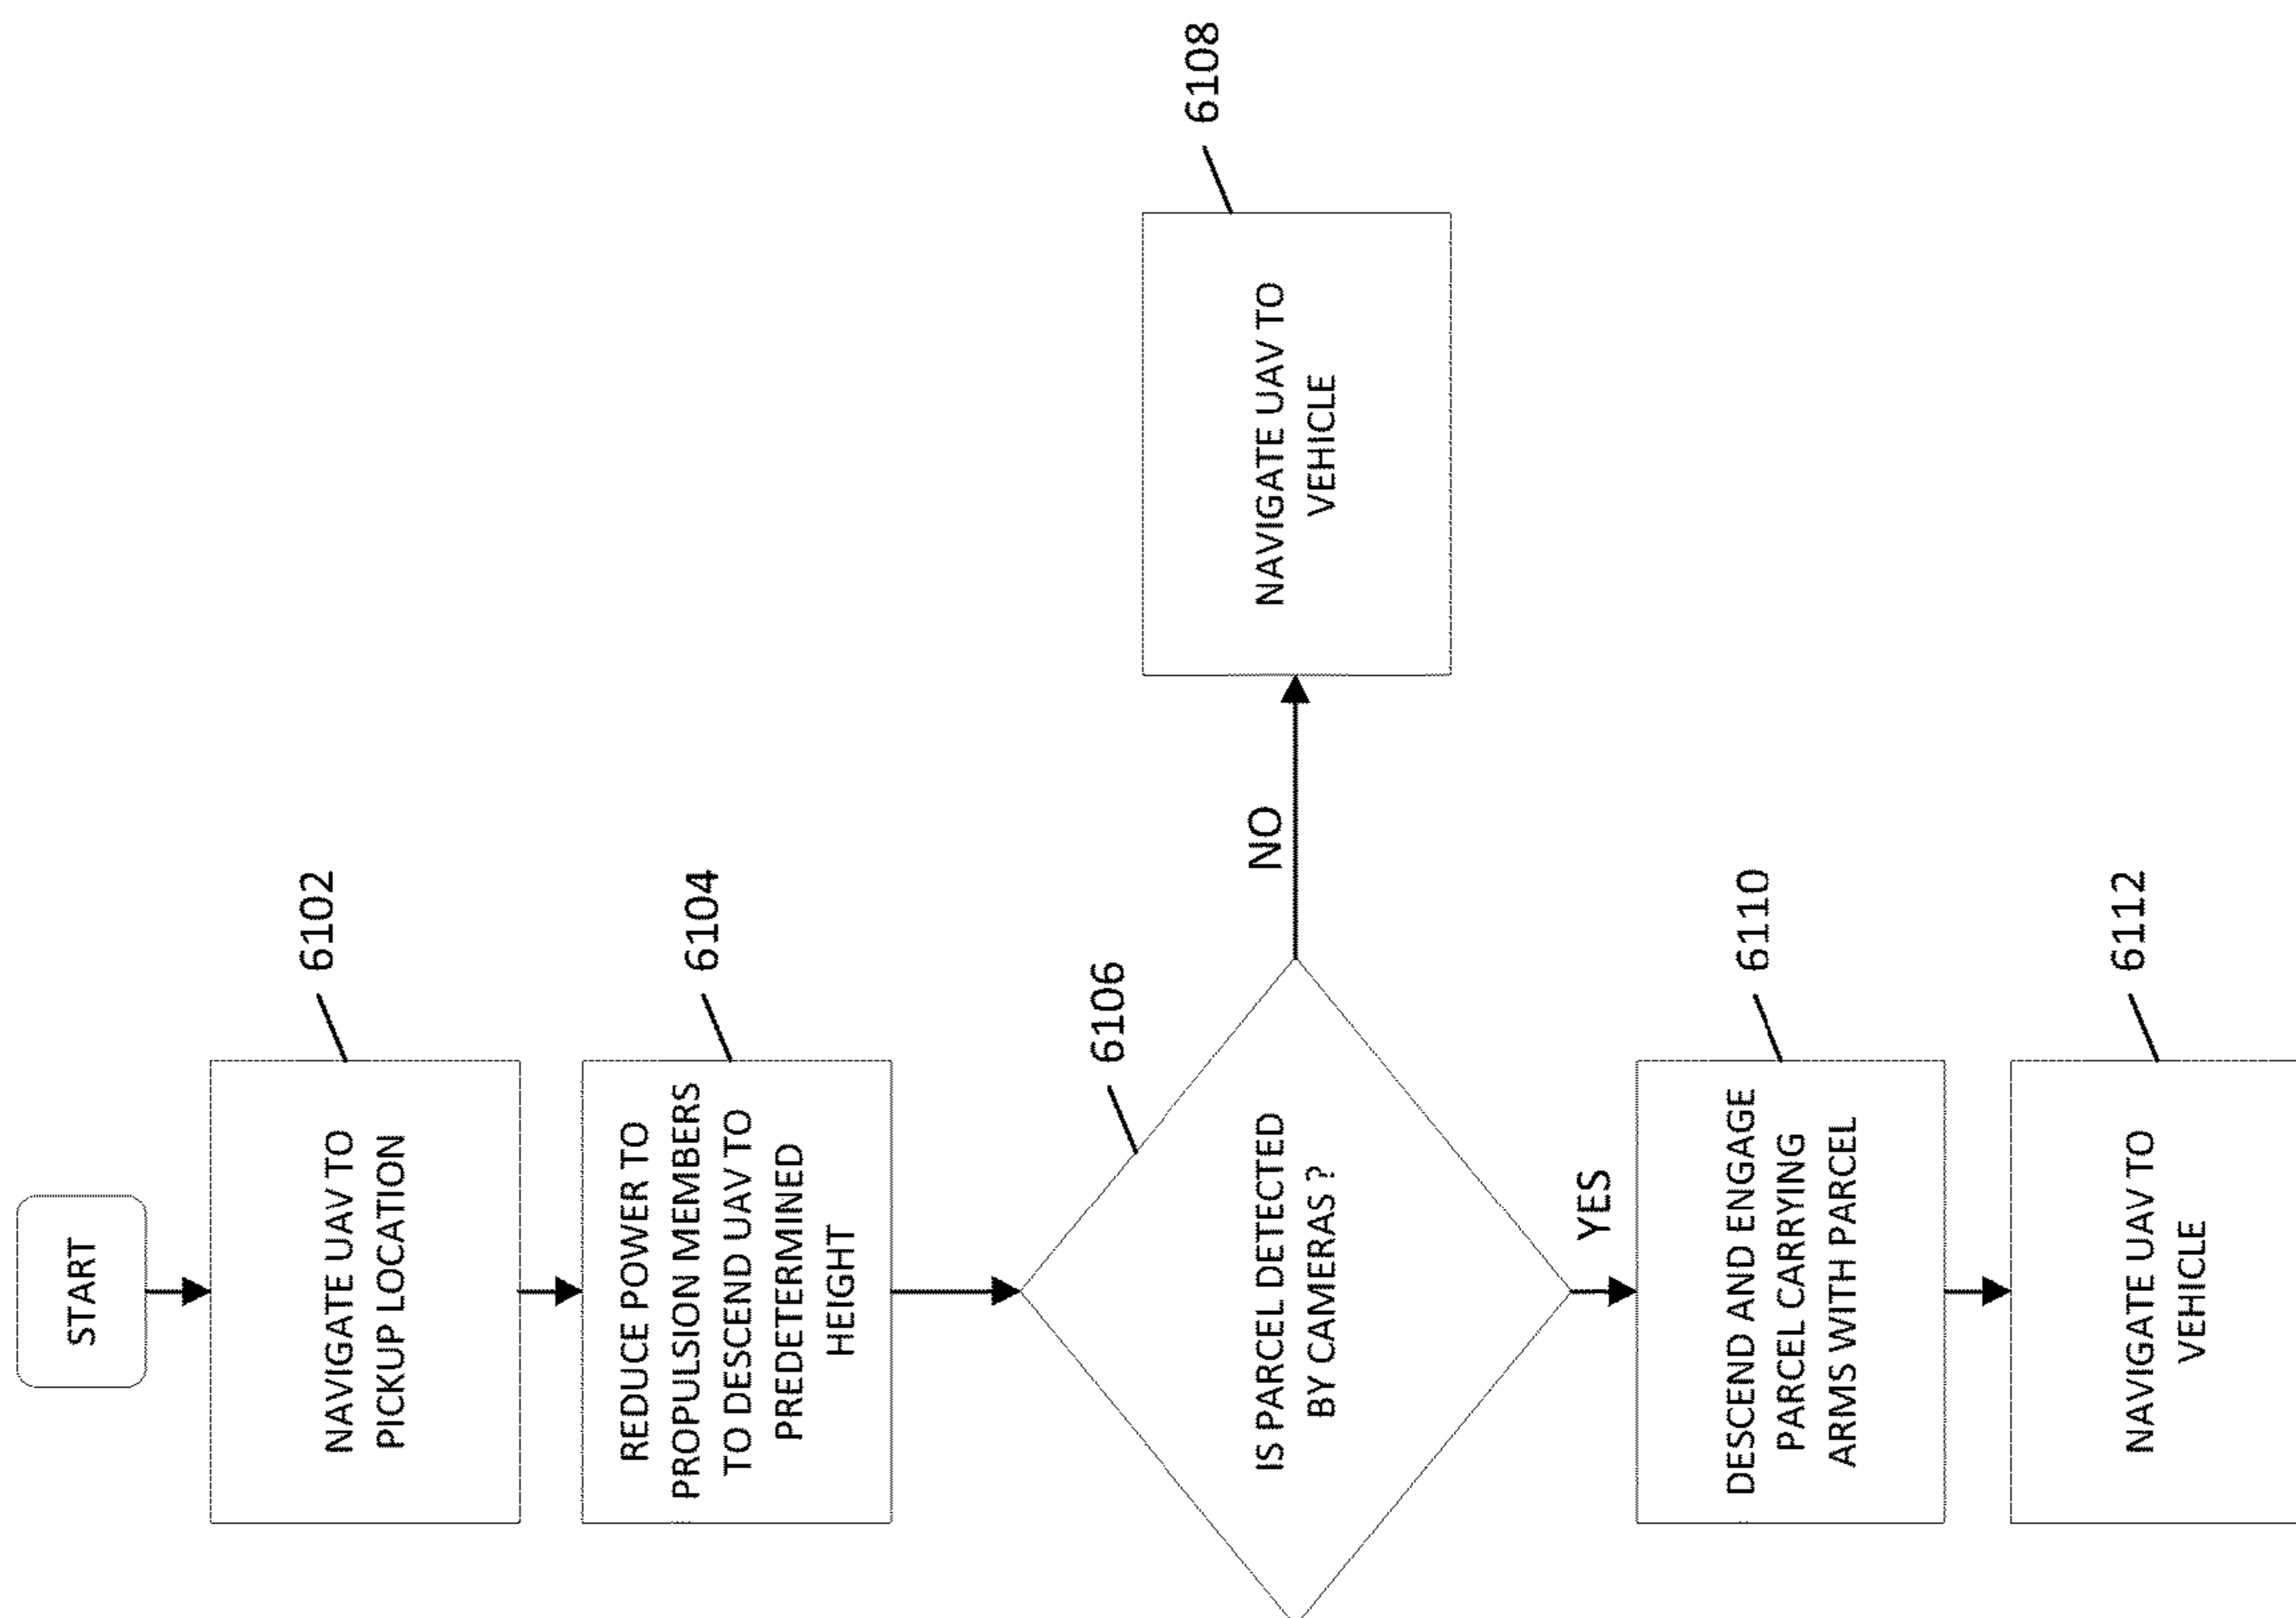 START
6102
NAVIGATE UAV TO
PICKUP LOCATION
6104
REDUCE POWER TO
PROPULSION MEMBERS
TO DESCEND UAV TO
PREDETERMINED
HEIGHT
6106
IS PARCEL DETECTED
BY CAMERAS ?
NO
6108
NAVIGATE UAV TO
VEHICLE
YES
6110
DESCEND AND ENGAGE
PARCEL CARRYING
ARMS WITH PARCEL
6112
NAVIGATE UAV TO
VEHICLE